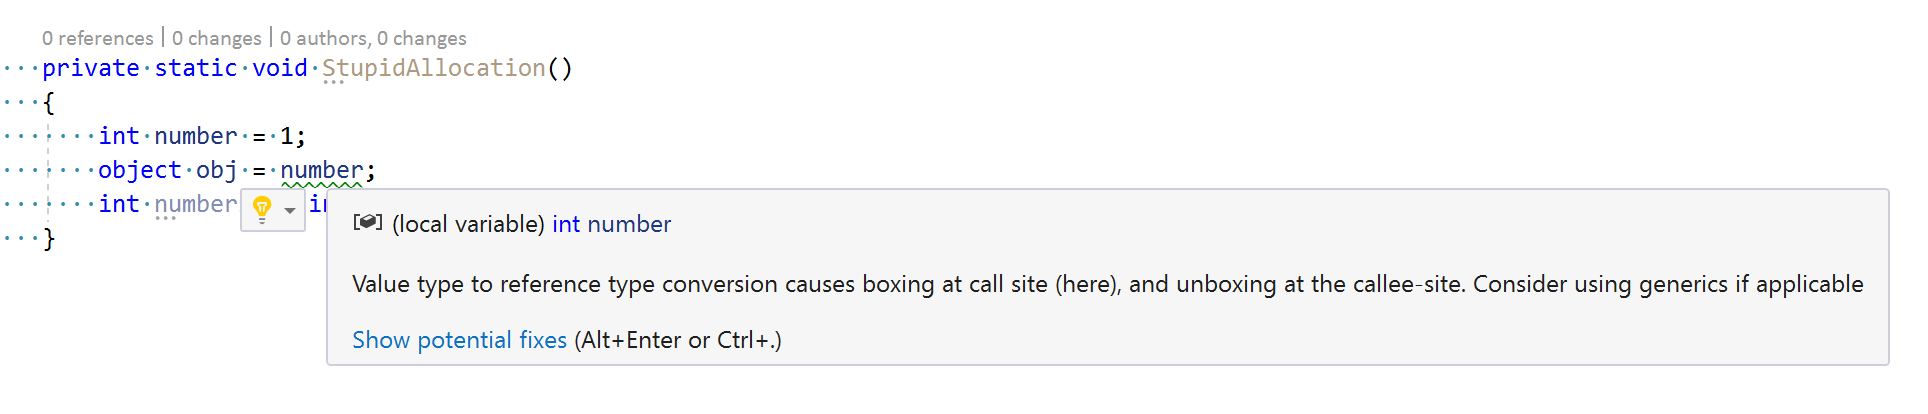 0 references | 0 changes | 0 authors, 0 changes
private static void StupidAllocation()
{
int number = 1;
object obj = number;
int number in
}
(local variable) int number
Value type to reference type conversion causes boxing at call site (here), and unboxing at the callee-site. Consider using generics if applicable
Show potential fixes (Alt+Enter or Ctrl+.)